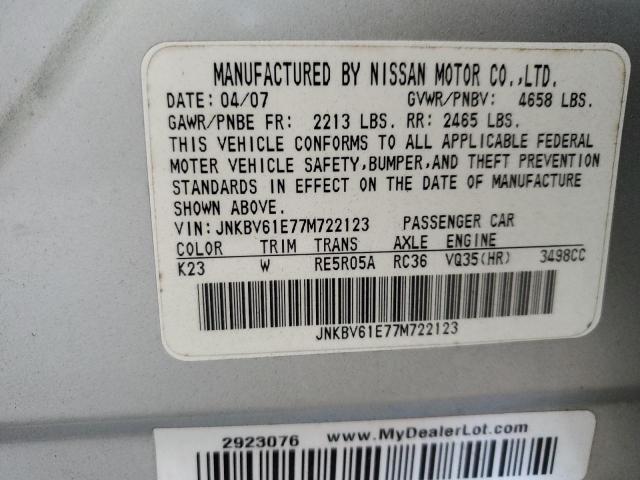 MANUFACTURED BY NISSAN MOTOR CO.,LTD.
DATE: 04/07 GVWR/PNBV: 4658 LBS.
GAWR/PNBE FR: 2213 LBS. RR: 2465 LBS.
THIS VEHICLE CONFORMS TO ALL APPLICABLE FEDERAL
MOTER VEHICLE SAFETY,BUMPER,AND THEFT PREVENTION
STANDARDS IN EFFECT ON THE DATE OF MANUFACTURE
SHOWN ABOVE.
VIN:JNKBV61E77M722123 PASSENGER CAR
COLOR TRIM TRANS AXLE ENGINE
K23 W RE5R05A RC36 VQ35(HR) 3498CC
JNKBV61E77M722123
2923076 www.MyDealerLot.com